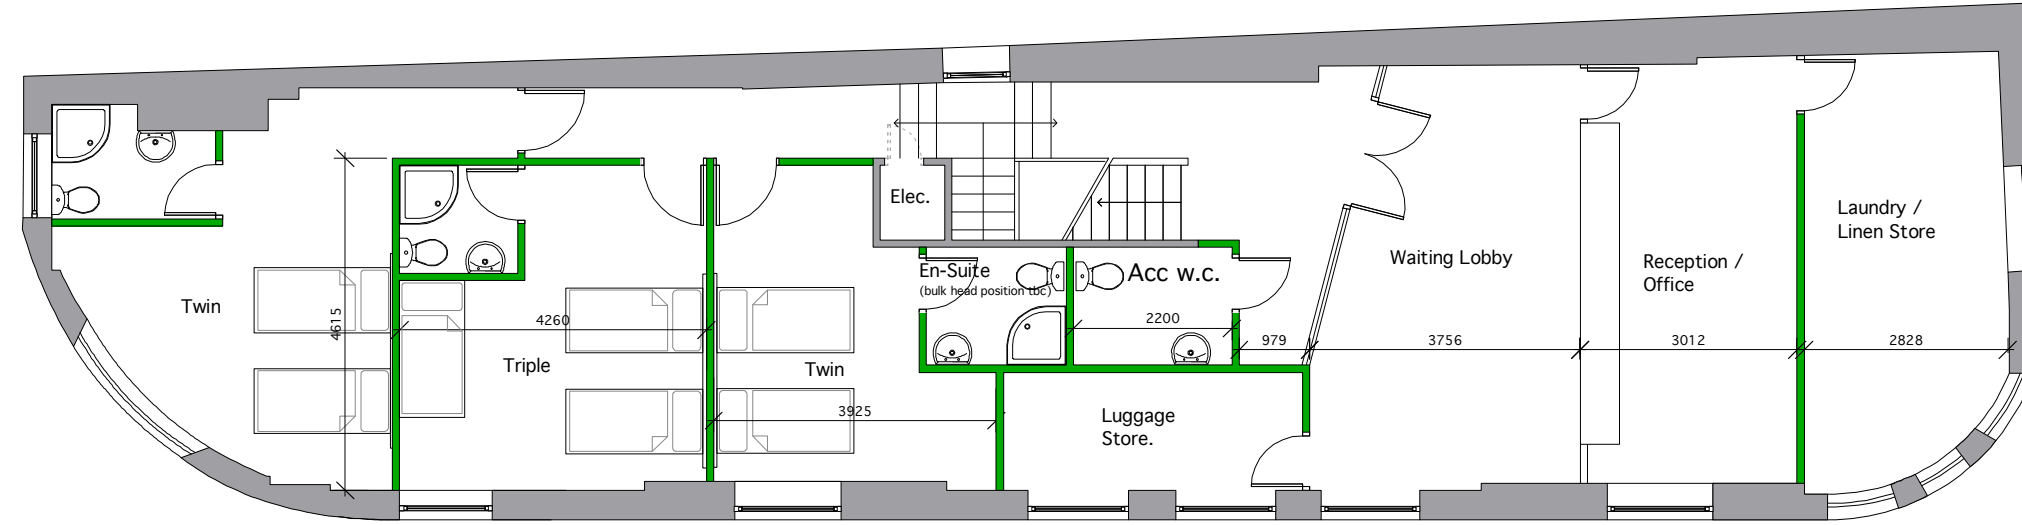 Elec.
Laundry /
Linen Store
En-Suite
(bulk head position tbc)
Acc w.c.
Waiting Lobby
Reception /
Office
Twin
4615
4260
2200
979
3756
3012
2828
Triple
Twin
3925
Luggage
Store.